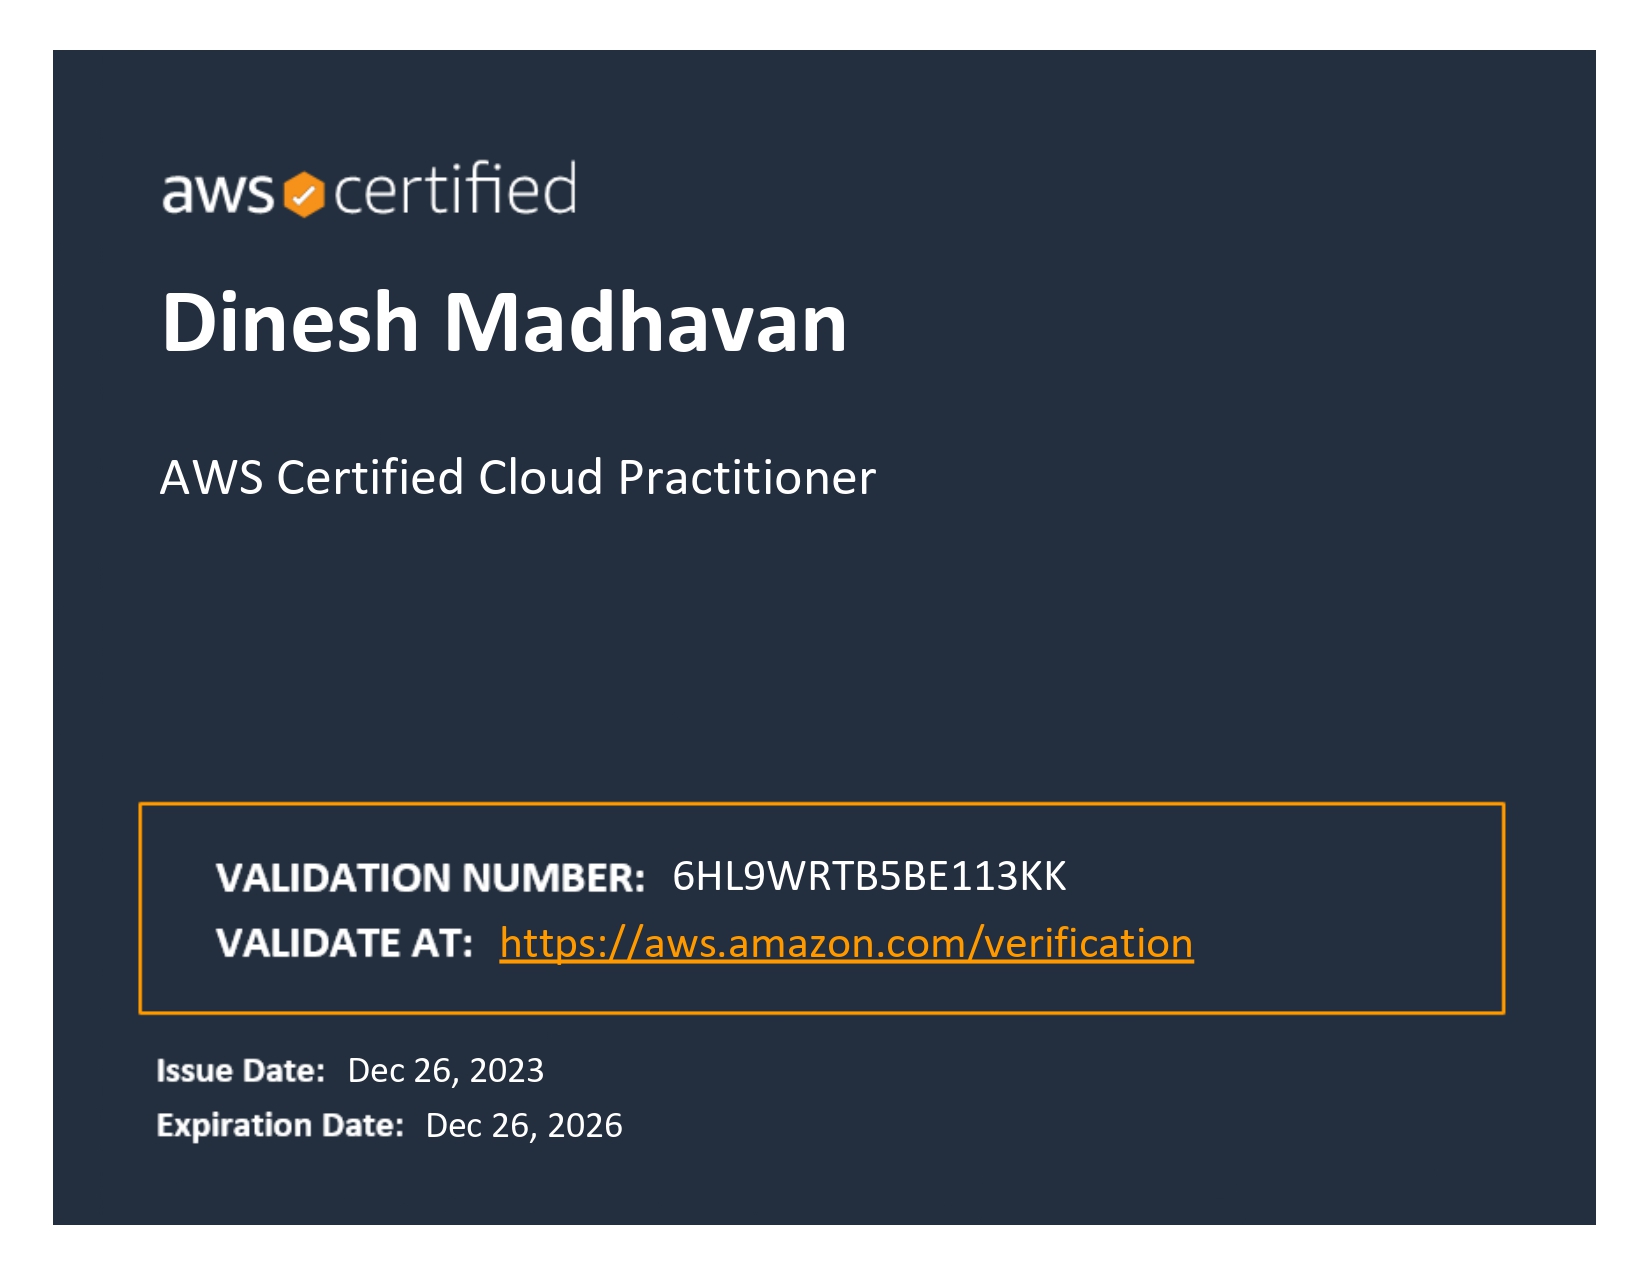 aws certified
Dinesh Madhavan
AWS Certified Cloud Practitioner
VALIDATION NUMBER: 6HL9WRTB5BE113KK
VALIDATE AT: https://aws.amazon.com/verification
Issue Date: Dec 26, 2023
Expiration Date: Dec 26, 2026